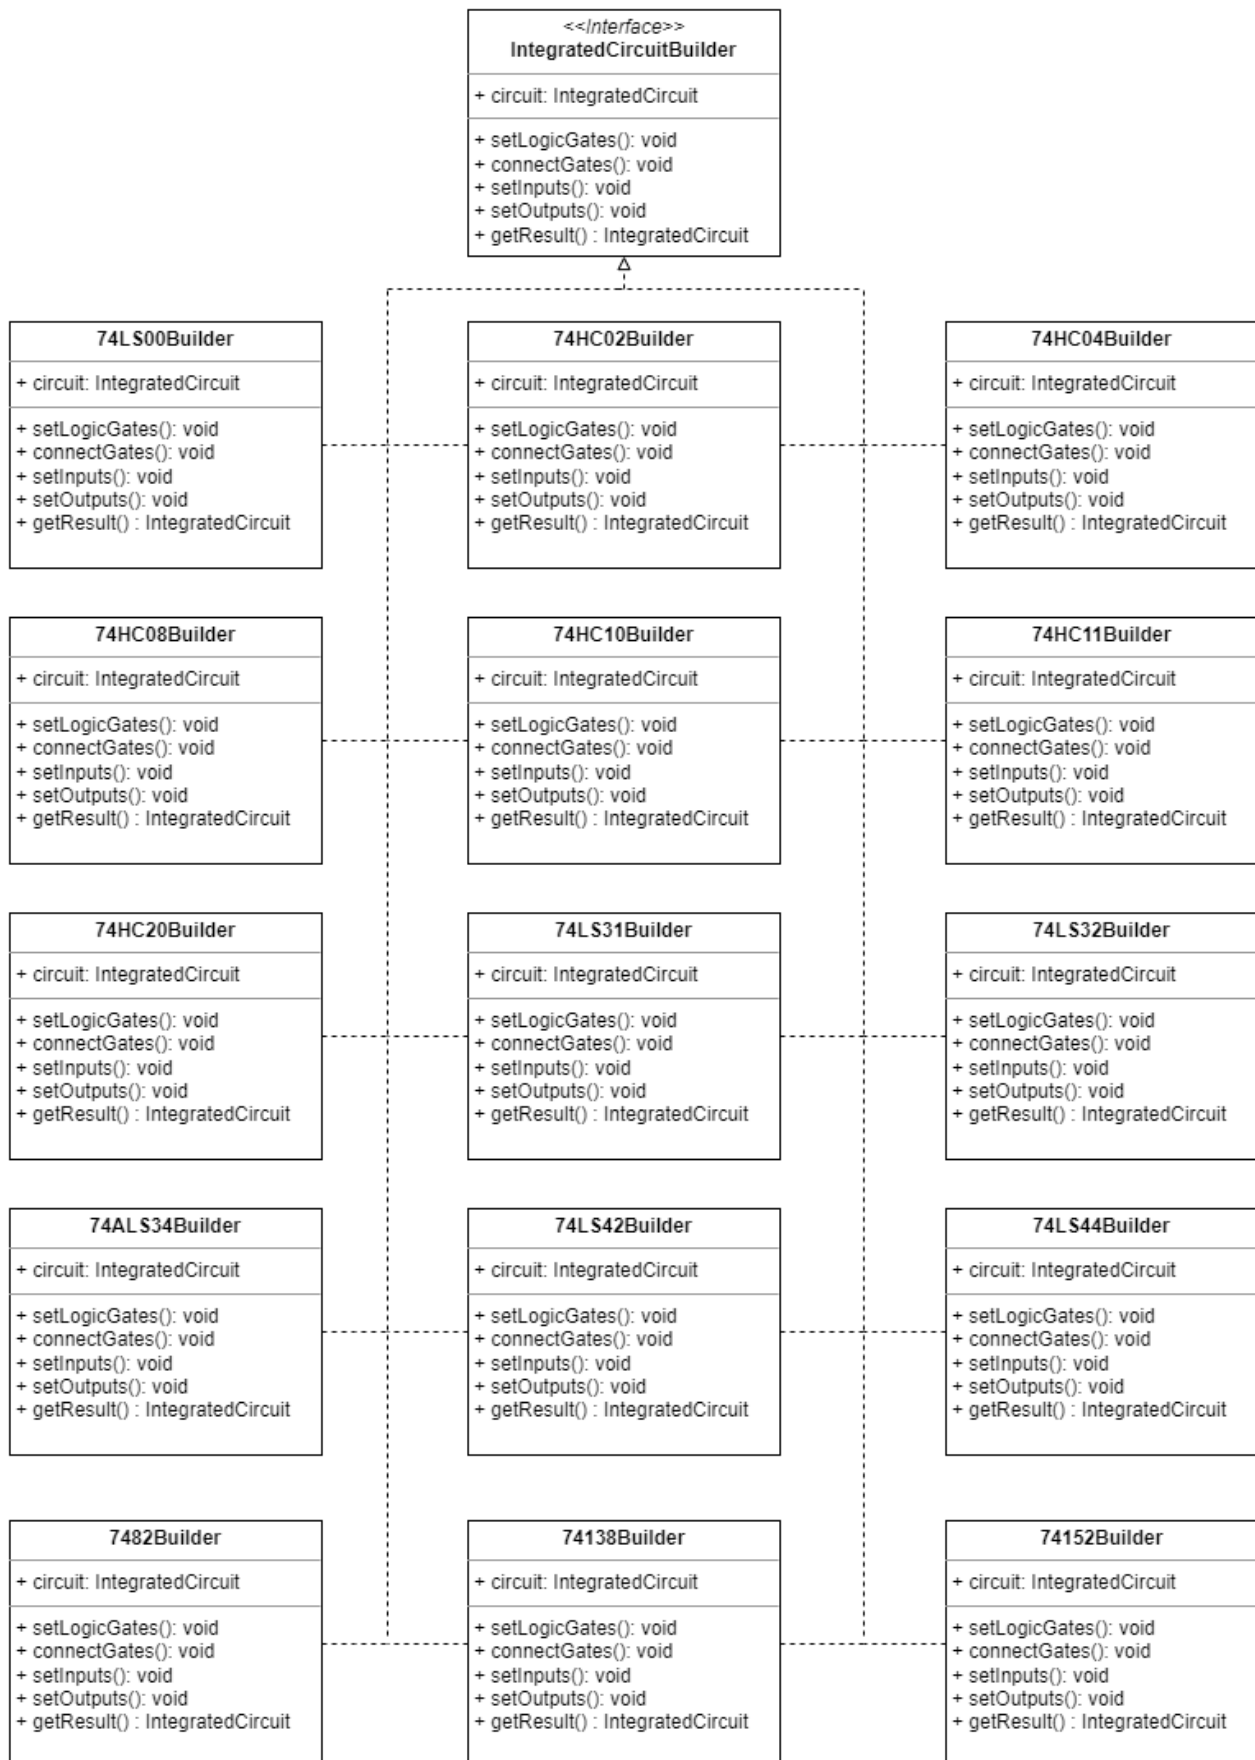 <<Interface>>
IntegratedCircuitBuilder
+ circuit: IntegratedCircuit
+ setLogicGates(): void
+ connectGates(): void
+ setInputs(): void
+ setOutputs(): void
+ getResult() : IntegratedCircuit
74LS00Builder
+ circuit: IntegratedCircuit
+ setLogicGates(): void
+ connectGates(): void
+ setInputs(): void
+ setOutputs(): void
+ getResult() : IntegratedCircuit
74HC02Builder
+ circuit: IntegratedCircuit
+ setLogicGates(): void
+ connectGates(): void
+ setInputs(): void
+ setOutputs(): void
+ getResult() : IntegratedCircuit
74HC04Builder
+ circuit: IntegratedCircuit
+ setLogicGates(): void
+ connectGates(): void
+ setInputs(): void
+ setOutputs(): void
+ getResult() : IntegratedCircuit
74HC08Builder
+ circuit: IntegratedCircuit
+ setLogicGates(): void
+ connectGates(): void
+ setInputs(): void
+ setOutputs(): void
+ getResult() : IntegratedCircuit
74HC10Builder
+ circuit: IntegratedCircuit
+ setLogicGates(): void
+ connectGates(): void
+ setInputs(): void
+ setOutputs(): void
+ getResult() : IntegratedCircuit
74HC11Builder
+ circuit: IntegratedCircuit
+ setLogicGates(): void
+ connectGates(): void
+ setInputs(): void
+ setOutputs(): void
+ getResult() : IntegratedCircuit
74HC20Builder
+ circuit: IntegratedCircuit
+ setLogicGates(): void
+ connectGates(): void
+ setInputs(): void
+ setOutputs(): void
+ getResult() : IntegratedCircuit
74LS31Builder
+ circuit: IntegratedCircuit
+ setLogicGates(): void
+ connectGates(): void
+ setInputs(): void
+ setOutputs(): void
+ getResult() : IntegratedCircuit
74LS32Builder
+ circuit: IntegratedCircuit
+ setLogicGates(): void
+ connectGates(): void
+ setInputs(): void
+ setOutputs(): void
+ getResult() : IntegratedCircuit
74ALS34Builder
+ circuit: IntegratedCircuit
+ setLogicGates(): void
+ connectGates(): void
+ setInputs(): void
+ setOutputs(): void
+ getResult() : IntegratedCircuit
74LS42Builder
+ circuit: IntegratedCircuit
+ setLogicGates(): void
+ connectGates(): void
+ setInputs(): void
+ setOutputs(): void
+ getResult() : IntegratedCircuit
74LS44Builder
+ circuit: IntegratedCircuit
+ setLogicGates(): void
+ connectGates(): void
+ setInputs(): void
+ setOutputs(): void
+ getResult() : IntegratedCircuit
7482Builder
+ circuit: IntegratedCircuit
+ setLogicGates(): void
+ connectGates(): void
+ setInputs(): void
+ setOutputs(): void
+ getResult() : IntegratedCircuit
74138Builder
+ circuit: IntegratedCircuit
+ setLogicGates(): void
+ connectGates(): void
+ setInputs(): void
+ setOutputs(): void
+ getResult() : IntegratedCircuit
74152Builder
+ circuit: IntegratedCircuit
+ setLogicGates(): void
+ connectGates(): void
+ setInputs(): void
+ setOutputs(): void
+ getResult() : IntegratedCircuit